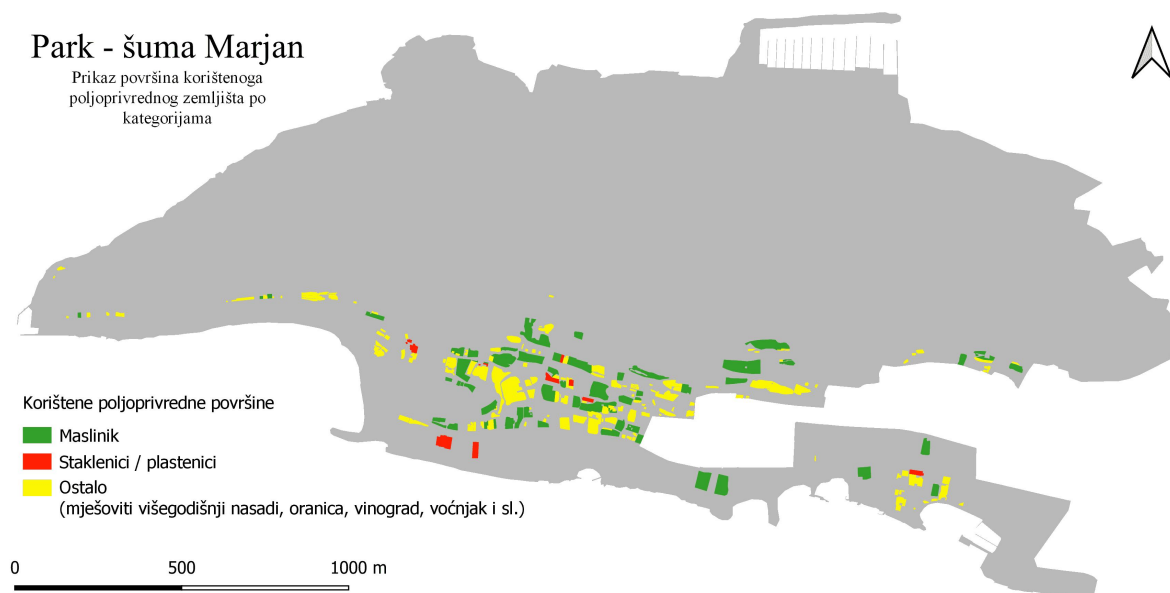 Park - šuma Marjan
Prikaz površina korištenoga
poljoprivrednog zemljišta po
kategorijama
Korištene poljoprivredne površine
Maslinik
Staklenici / plastenici
Ostalo
(mješoviti višegodišnji nasadi, oranica, vinograd, voćnjak i sl.)
0 500 1000 m